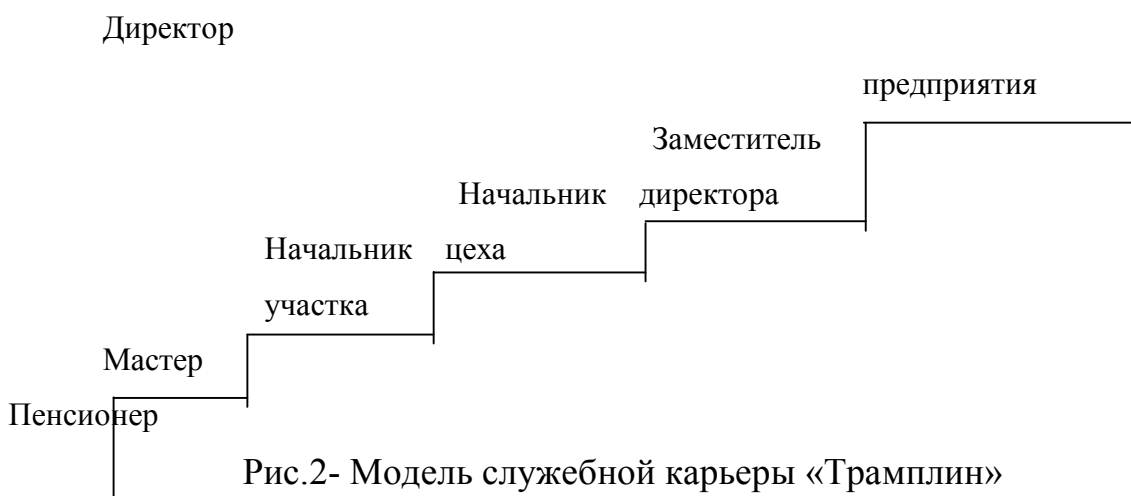 Директор
предприятия
Заместитель
Начальник директора
Начальник цеха
участка
Мастер
Пенсионер
Рис.2- Модель служебной карьеры «Трамплин»